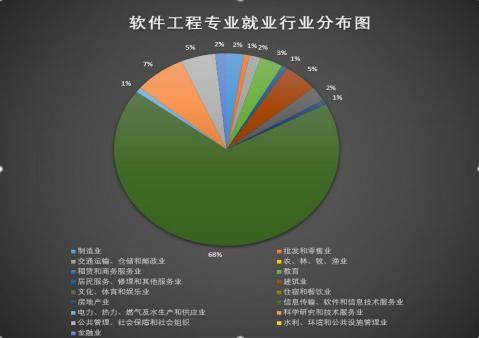 软件工程专业就业行业分布图
2% 2% 1% 2% 3% 1% 5% 2% 1%
5%
7%
1%
68%
制造业 批发和零售业
交通运输、仓储和邮政业 农、林、牧、渔业
租赁和商务服务业 教育
居民服务、修理和其他服务业 建筑业
文化、体育和娱乐业 住宿和餐饮业
房地产业 信息传输、软件和信息技术服务业
电力、热力、燃气及水生产和供应业 科学研究和技术服务业
公共管理、社会保障和社会组织 水利、环境和公共设施管理业
金融业